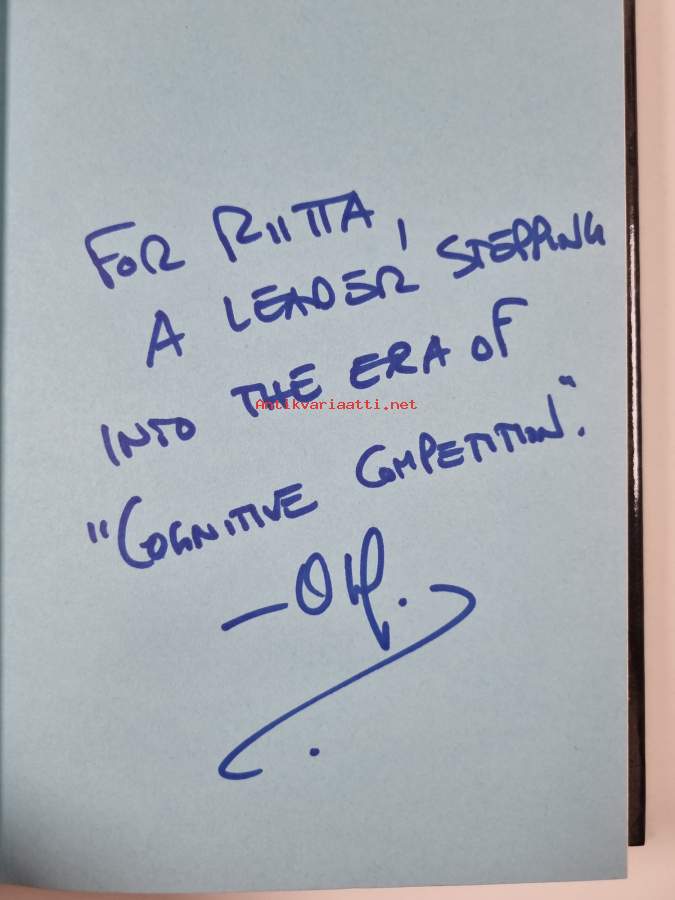 FOR RIITTA,
A LEADER STEPPING
INTO THE ERA OF
Antikvariaatti.net
"COGNITIVE COMPETITION."